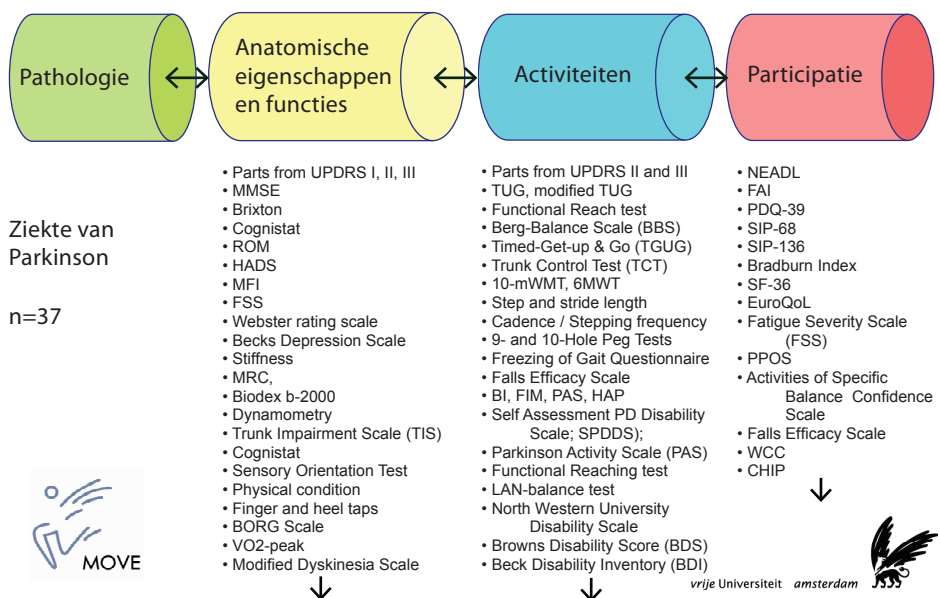 Pathologie
Anatomische
eigenschappen
en functies
Activiteiten
Participatie
Ziekte van
Parkinson
n=37
• Parts from UPDRS I, II, III
• MMSE
• Brixton
• Cognistat
• ROM
• HADS
• MFI
• FSS
• Webster rating scale
• Becks Depression Scale
• Stiffness
• MRC,
• Biodex b-2000
• Dynamometry
• Trunk Impairment Scale (TIS)
• Cognistat
• Sensory Orientation Test
• Physical condition
• Finger and heel taps
• BORG Scale
• VO2-peak
• Modified Dyskinesia Scale
• Parts from UPDRS II and III
• TUG, modified TUG
• Functional Reach test
• Berg-Balance Scale (BBS)
• Timed-Get-up & Go (TGUG)
• Trunk Control Test (TCT)
• 10-mWMT, 6MWT
• Step and stride length
• Cadence / Stepping frequency
• 9- and 10-Hole Peg Tests
• Freezing of Gait Questionnaire
• Falls Efficacy Scale
• BI, FIM, PAS, HAP
• Self Assessment PD Disability
Scale; SPDDS);
• Parkinson Activity Scale (PAS)
• Functional Reaching test
• LAN-balance test
• North Western University
Disability Scale
• Browns Disability Score (BDS)
• Beck Disability Inventory (BDI)
• NEADL
• FAI
• PDQ-39
• SIP-68
• SIP-136
• Bradburn Index
• SF-36
• EuroQoL
• Fatigue Severity Scale
(FSS)
• PPOS
• Activities of Specific
Balance Confidence
Scale
• Falls Efficacy Scale
• WCC
• CHIP
MOVE
vrije Universiteit amsterdam